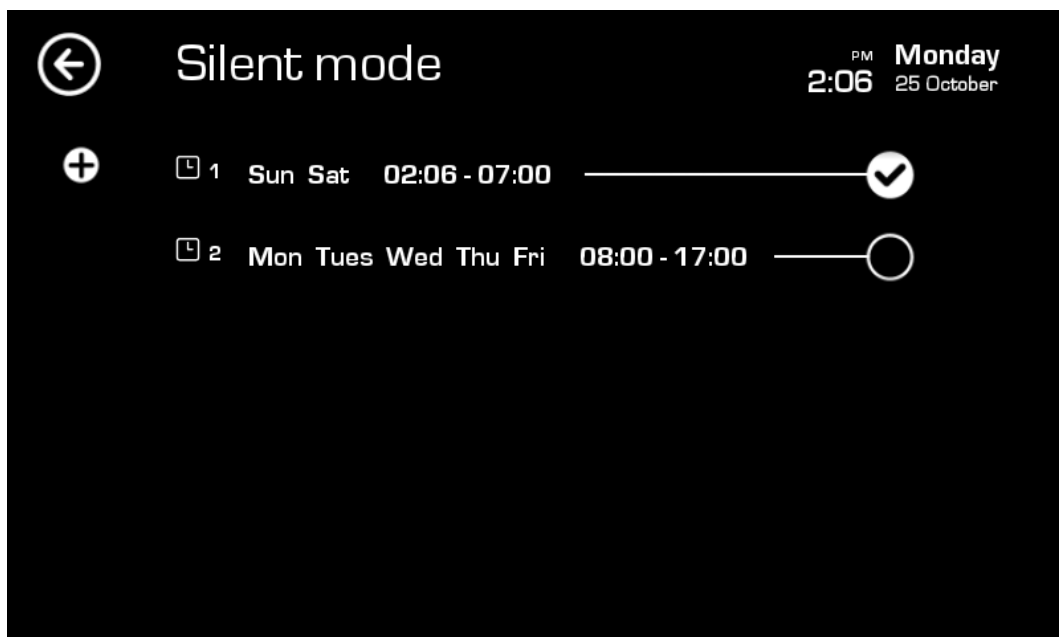 Silent mode
PM Monday
2:06 25 October
1 Sun Sat 02:06 - 07:00
2 Mon Tues Wed Thu Fri 08:00 - 17:00